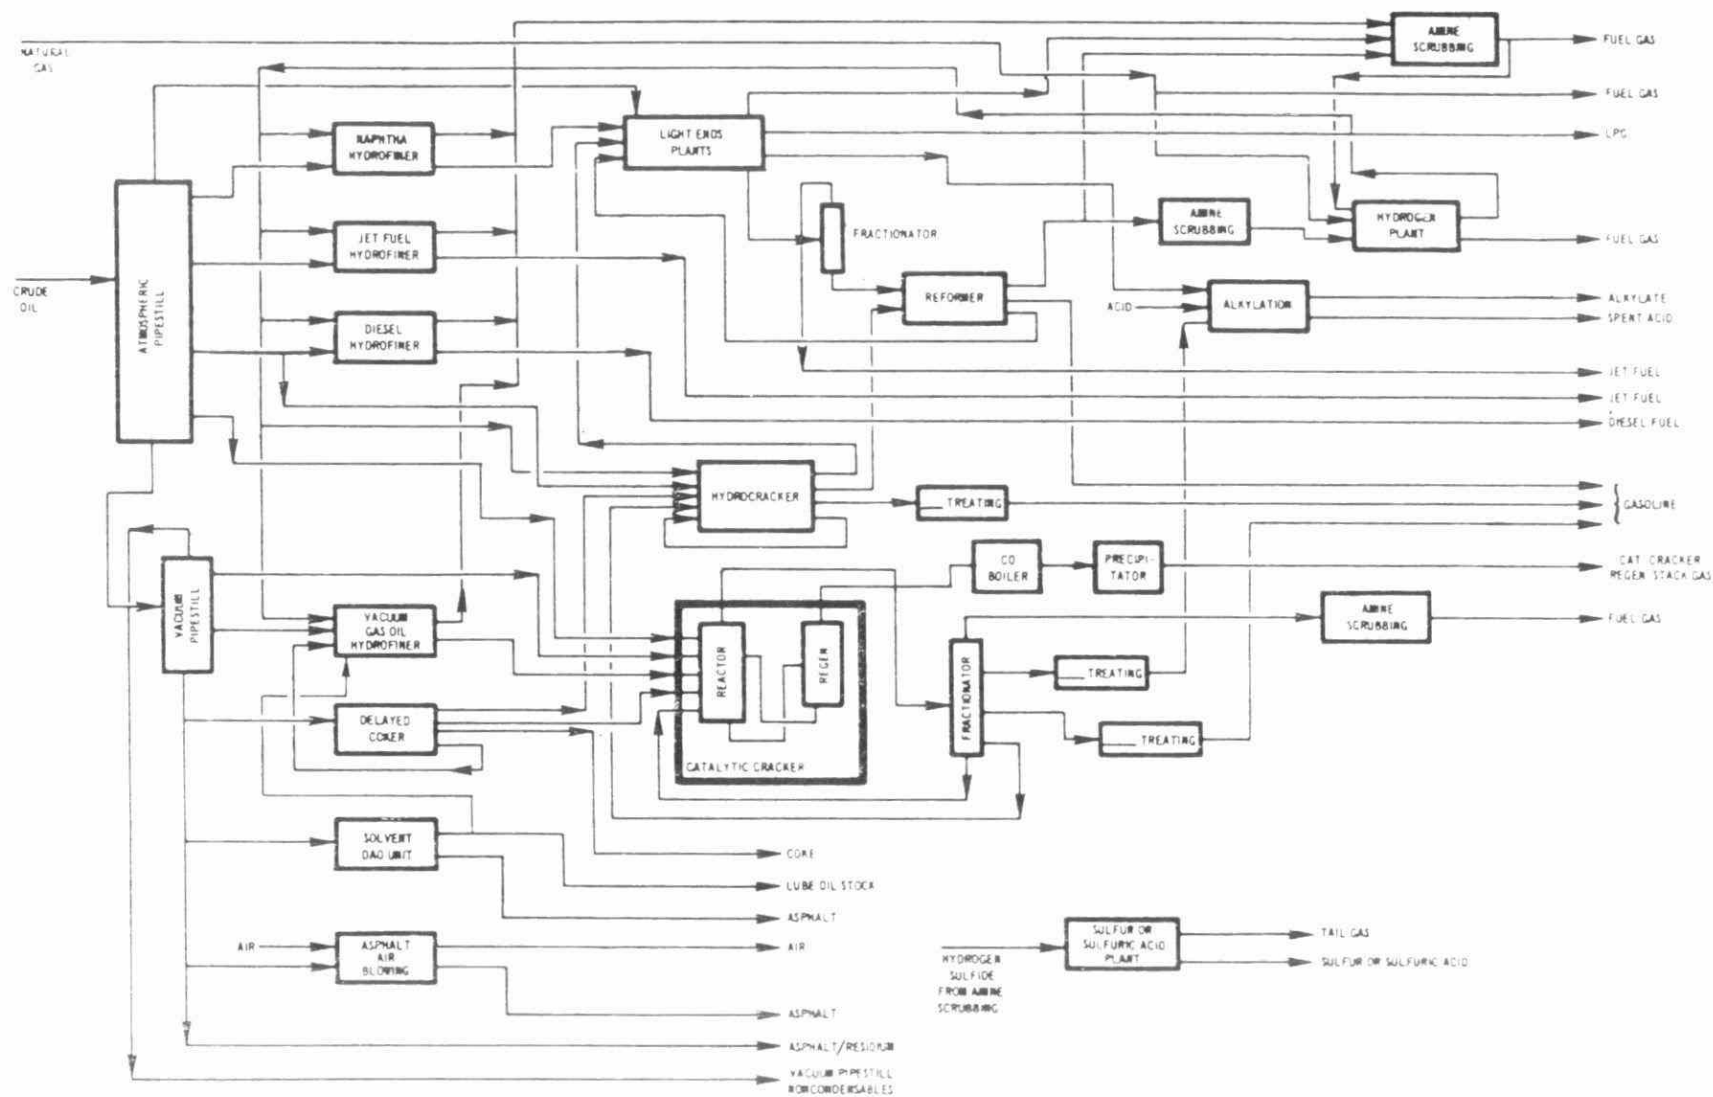 NATURAL
GAS
AMINE
SCRUBBING
FUEL GAS
FUEL GAS
LPG
NAPHTHA
HYDROFINER
LIGHT ENDS
PLANTS
JET FUEL
HYDROFINER
FRACTIONATOR
AMINE
SCRUBBING
HYDROGEN
PLANT
FUEL GAS
CRUDE
OIL
ATMOSPHERIC
PIPESTILL
REFORMER
ACID
ALKYLATION
ALKYLATE
SPENT ACID
DIESEL
HYDROFINER
JET FUEL
JET FUEL
DIESEL FUEL
HYDROCRACKER
TREATING
GASOLINE
CO
BOILER
PRECIPI-
TATOR
CAT. CRACKER
REGEN STACK GAS
VACUUM
PIPESTILL
VACUUM
GAS OIL
HYDROFINER
REACTOR
REGEN
AMINE
SCRUBBING
FUEL GAS
FRACTIONATOR
TREATING
DELAYED
COKER
TREATING
CATALYTIC CRACKER
SOLVENT
DAO UNIT
COKE
LUBE OIL STOCK
ASPHALT
AIR
ASPHALT
AIR
BLOWING
AIR
ASPHALT
ASPHALT/RESIDIUM
VACUUM PIPESTILL
NONCONDENSABLES
HYDROGEN
SULFIDE
FROM AMINE
SCRUBBING
SULFUR OR
SULFURIC ACID
PLANT
TAIL GAS
SULFUR OR SULFURIC ACID